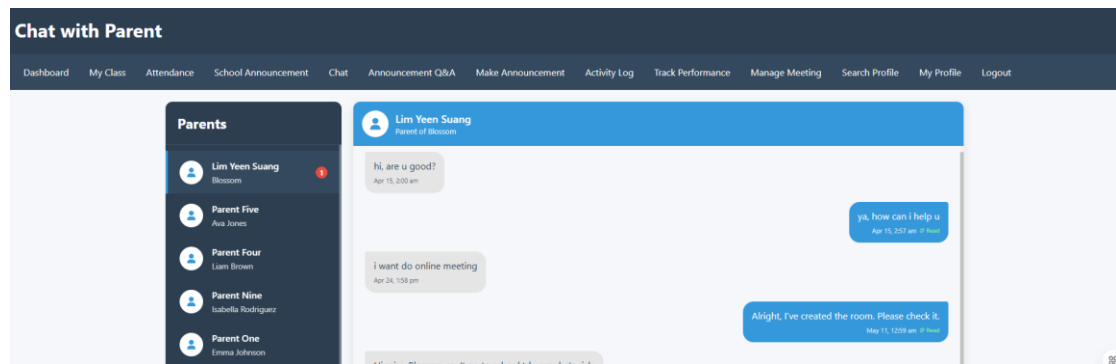 Chat with Parent
Dashboard My Class Attendance School Announcement Chat Announcement Q&A Make Announcement Activity Log Track Performance Manage Meeting Search Profile My Profile Logout
Parents
Lim Yeen Suang
Blossom
1
Parent Five
Ava Jones
Parent Four
Liam Brown
Parent Nine
Isabella Rodriguez
Parent One
Emma Johnson
Lim Yeen Suang
Parent of Blossom
hi, are u good?
Apr 15, 2:00 am
ya, how can i help u
Apr 15, 2:57 am Read
i want do online meeting
Apr 24, 1:58 pm
Alright, I've created the room. Please check it.
May 11, 12:59 am Read